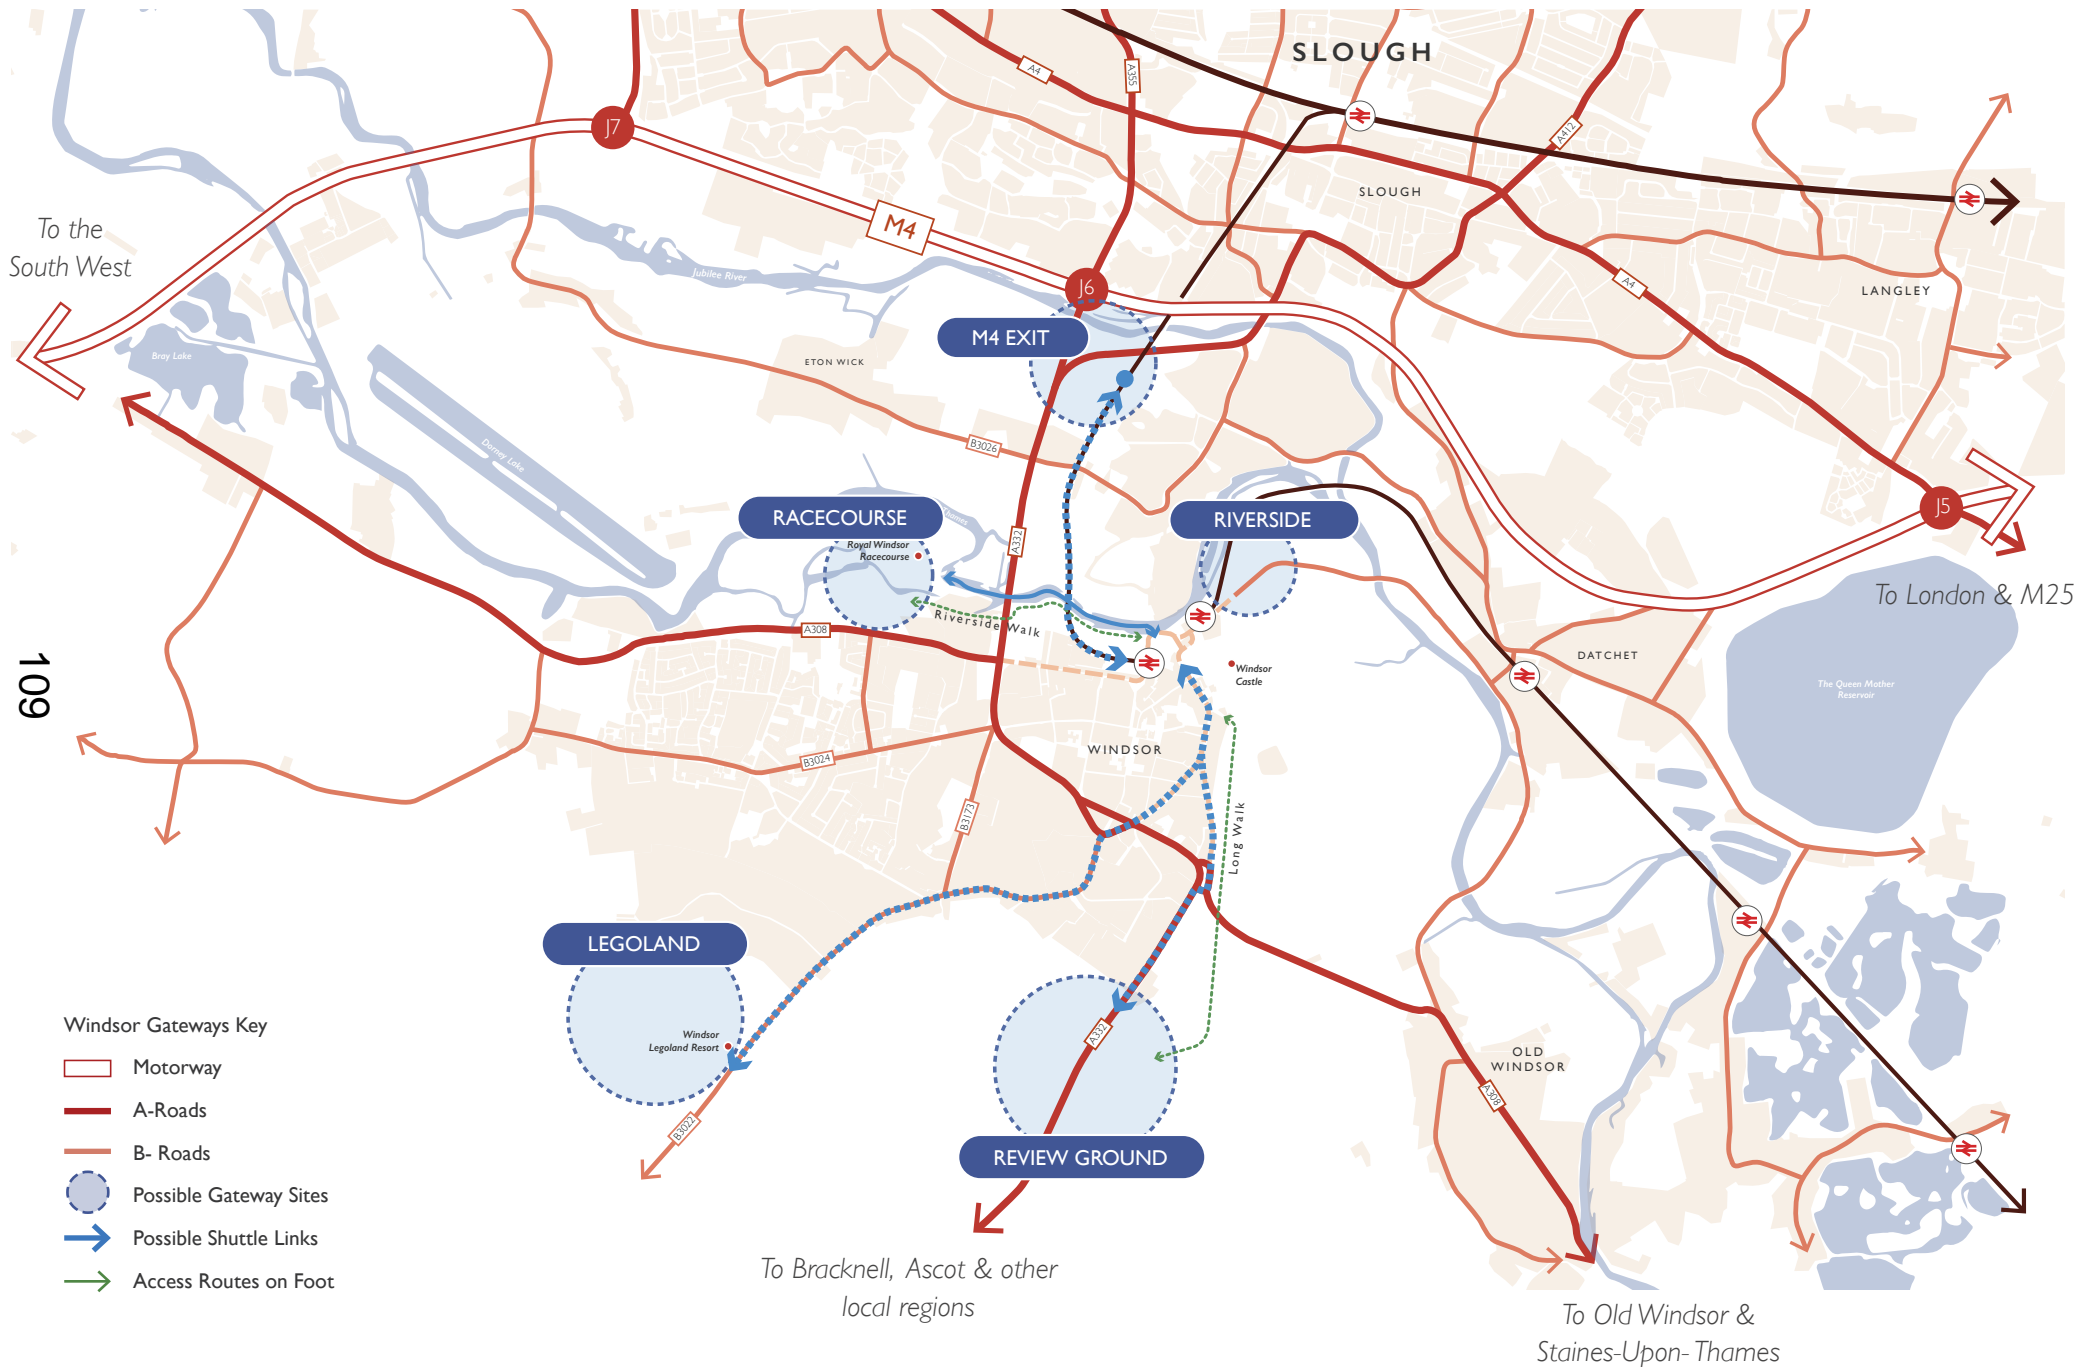 SLOUGH
A4
A355
J7
A412
SLOUGH
M4
To the
South West
Jubilee River
J6
A4
LANGLEY
M4 EXIT
Bray Lake
ETON WICK
Dorney Lake
B3026
RACECOURSE
RIVERSIDE
J5
A332
Royal Windsor
Racecourse
To London & M25
Riverside Walk
A308
DATCHET
Windsor
Castle
The Queen Mother
Reservoir
109
WINDSOR
B3024
B3173
Long Walk
LEGOLAND
Windsor
Legoland Resort
A332
OLD
WINDSOR
A308
B3022
REVIEW GROUND
Windsor Gateways Key
Motorway
A-Roads
B- Roads
Possible Gateway Sites
Possible Shuttle Links
Access Routes on Foot
To Bracknell, Ascot & other
local regions
To Old Windsor &
Staines-Upon-Thames